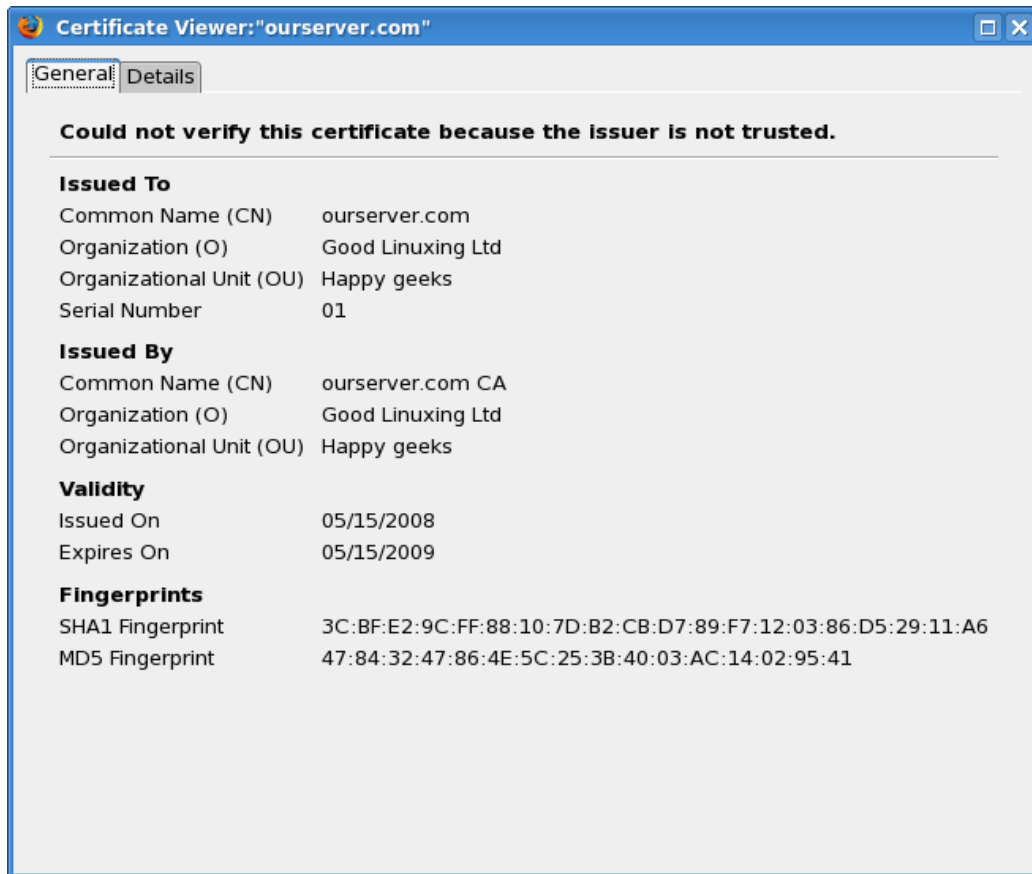 Certificate Viewer:"ourserver.com"
General Details
Could not verify this certificate because the issuer is not trusted.
Issued To
Common Name (CN) ourserver.com
Organization (O) Good Linuxing Ltd
Organizational Unit (OU) Happy geeks
Serial Number 01
Issued By
Common Name (CN) ourserver.com CA
Organization (O) Good Linuxing Ltd
Organizational Unit (OU) Happy geeks
Validity
Issued On 05/15/2008
Expires On 05/15/2009
Fingerprints
SHA1 Fingerprint 3C:BF:E2:9C:FF:88:10:7D:B2:CB:D7:89:F7:12:03:86:D5:29:11:A6
MD5 Fingerprint 47:84:32:47:86:4E:5C:25:3B:40:03:AC:14:02:95:41